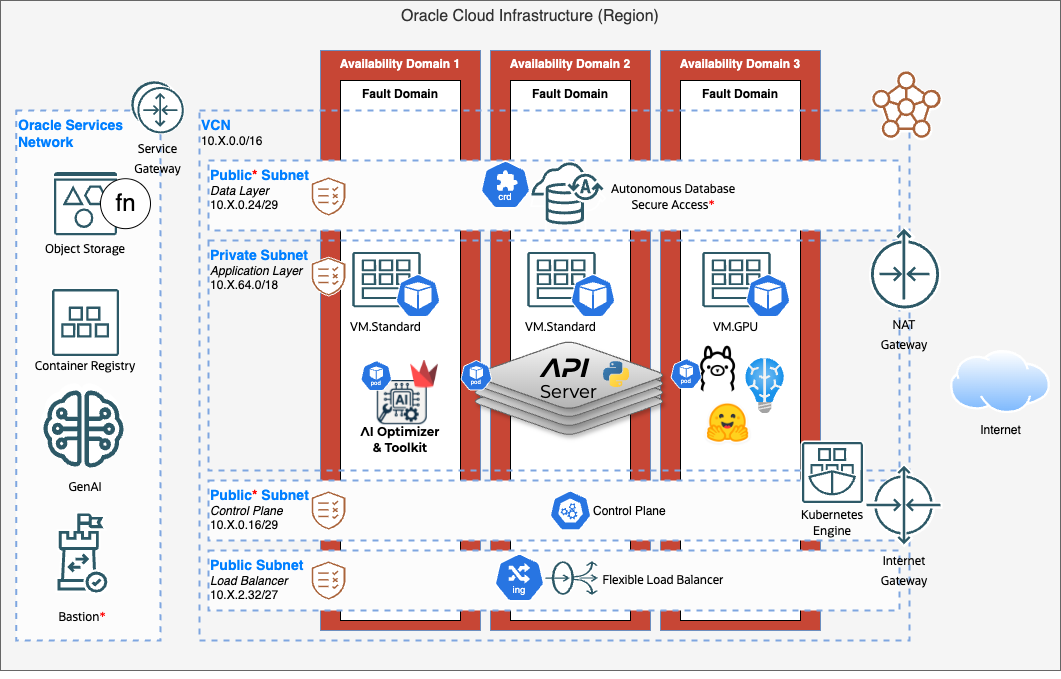 Oracle Cloud Infrastructure (Region)
Availability Domain 1
Availability Domain 2
Availability Domain 3
Fault Domain
Fault Domain
Fault Domain
Oracle Services
Network
Service
Gateway
fn
Object Storage
Container Registry
GenAI
Bastion*
VCN
10.X.0.0/16
Public* Subnet
Data Layer
10.X.0.24/29
crd
A
Autonomous Database
Secure Access*
Private Subnet
Application Layer
10.X.64.0/18
VM.Standard
VM.Standard
VM.GPU
pod
AI
AI Optimizer
& Toolkit
pod
API
Server
pod
Public* Subnet
Control Plane
10.X.0.16/29
Control Plane
Kubernetes
Engine
Public Subnet
Load Balancer
10.X.2.32/27
ing
Flexible Load Balancer
NAT
Gateway
Internet
Internet
Gateway